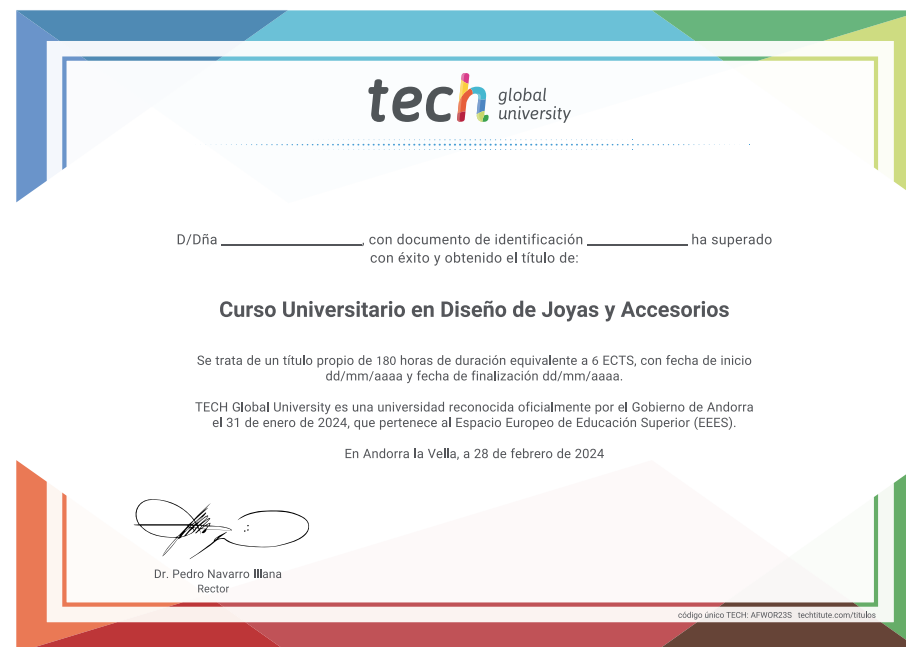 tech global university
D/Dña ____________, con documento de identificación ____________ ha superado
con éxito y obtenido el título de:
Curso Universitario en Diseño de Joyas y Accesorios
Se trata de un título propio de 180 horas de duración equivalente a 6 ECTS, con fecha de inicio
dd/mm/aaaa y fecha de finalización dd/mm/aaaa.
TECH Global University es una universidad reconocida oficialmente por el Gobierno de Andorra
el 31 de enero de 2024, que pertenece al Espacio Europeo de Educación Superior (EEES).
En Andorra la Vella, a 28 de febrero de 2024
Dr. Pedro Navarro Illana
Rector
código único TECH: AFWOR23S techtitute.com/titulos